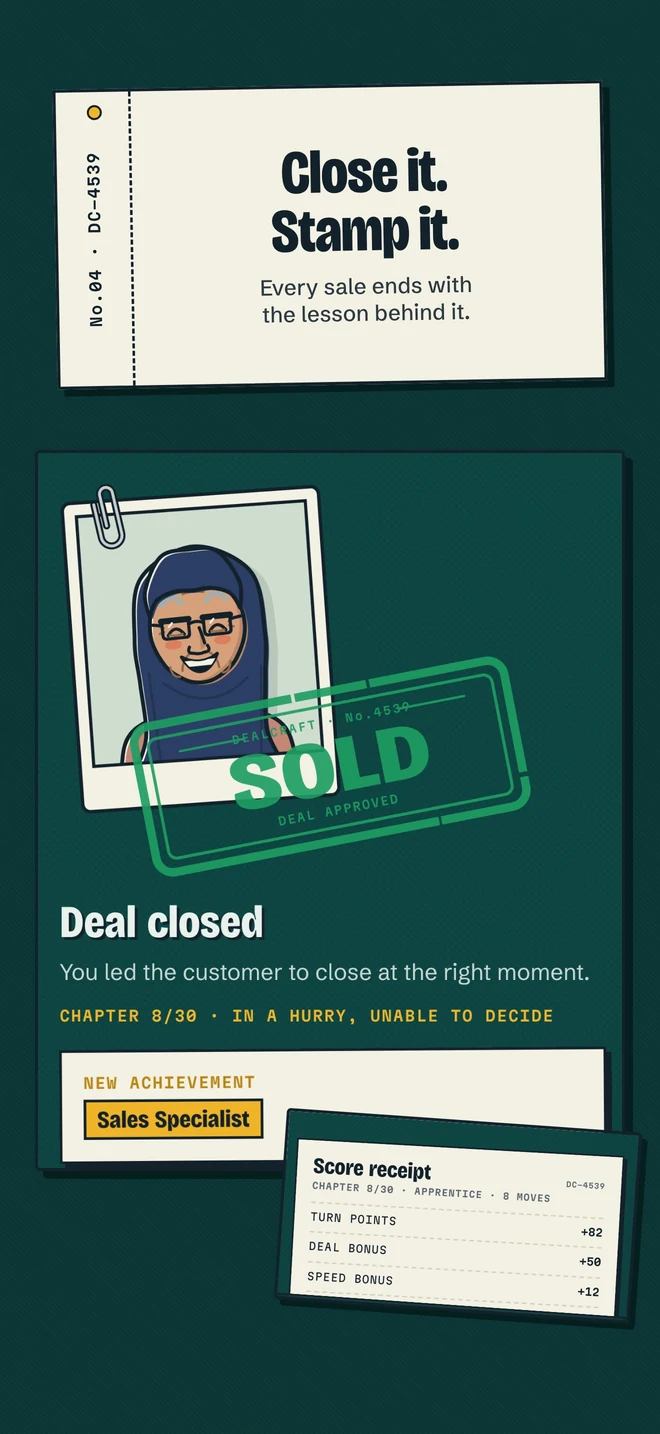 No.04 · DC-4539
Close it.
Stamp it.
Every sale ends with
the lesson behind it.
DEALCRAFT · No.4539
SOLD
DEAL APPROVED
Deal closed
You led the customer to close at the right moment.
CHAPTER 8/30 · IN A HURRY, UNABLE TO DECIDE
NEW ACHIEVEMENT
Sales Specialist
Score receipt
DC-4539
CHAPTER 8/30 · APPRENTICE · 8 MOVES
TURN POINTS +82
DEAL BONUS +50
SPEED BONUS +12